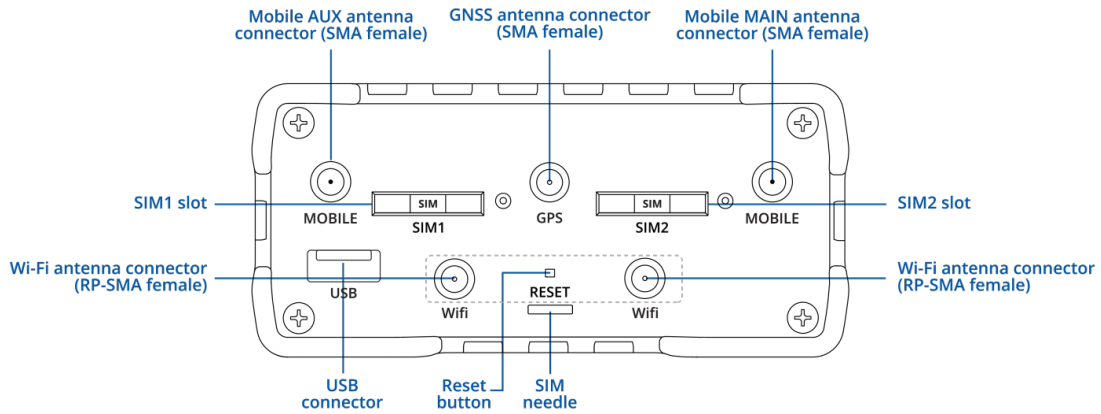 Mobile AUX antenna
connector (SMA female)
GNSS antenna connector
(SMA female)
Mobile MAIN antenna
connector (SMA female)
SIM1 slot
SIM
SIM
SIM2 slot
MOBILE
SIM1
GPS
SIM2
MOBILE
Wi-Fi antenna connector
(RP-SMA female)
Wi-Fi antenna connector
(RP-SMA female)
USB
RESET
Wifi
Wifi
USB
connector
Reset
button
SIM
needle